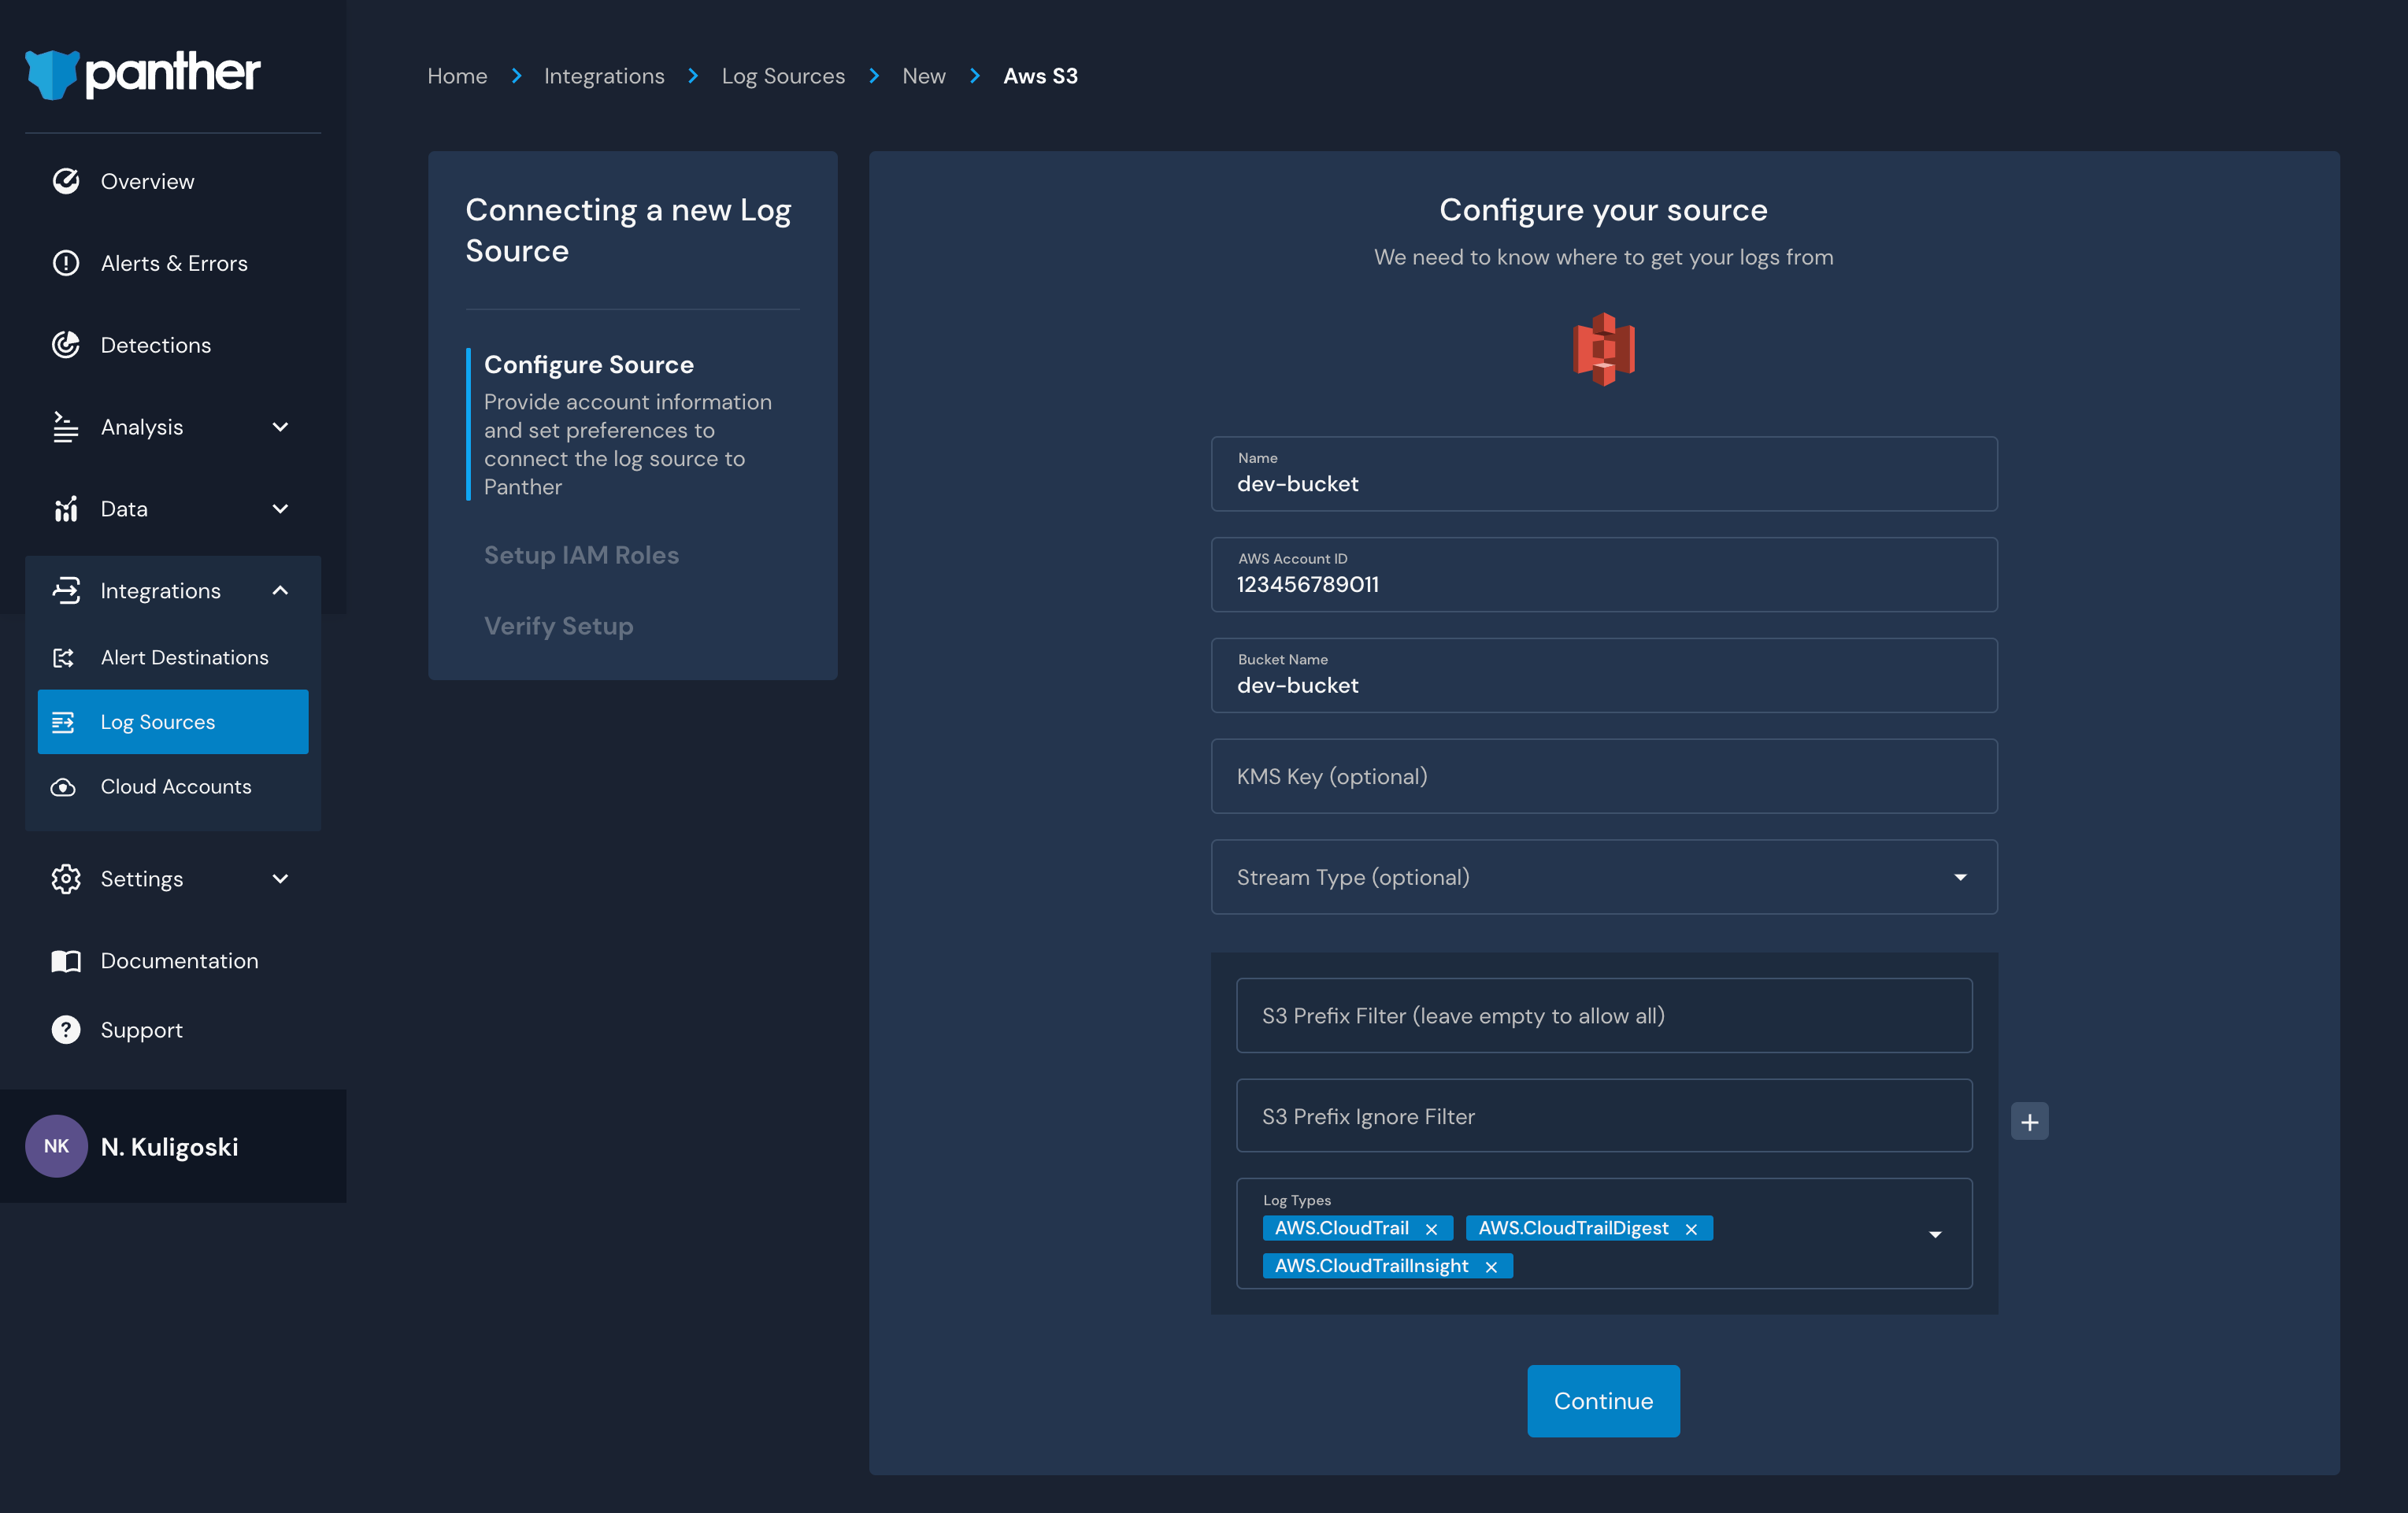 panther
Overview
Alerts & Errors
Detections
Analysis
Data
Integrations
Alert Destinations
Log Sources
Cloud Accounts
Settings
Documentation
? Support
NK N. Kuligoski
Home Integrations Log Sources New Aws S3
Connecting a new Log
Source
Configure Source
Provide account information
and set preferences to
connect the log source to
Panther
Setup IAM Roles
Verify Setup
Configure your source
We need to know where to get your logs from
Name
dev-bucket
AWS Account ID
123456789011
Bucket Name
dev-bucket
KMS Key (optional)
Stream Type (optional)
S3 Prefix Filter (leave empty to allow all)
S3 Prefix Ignore Filter
Log Types
AWS.CloudTrail AWS.CloudTrailDigest
AWS.CloudTrailInsight
Continue